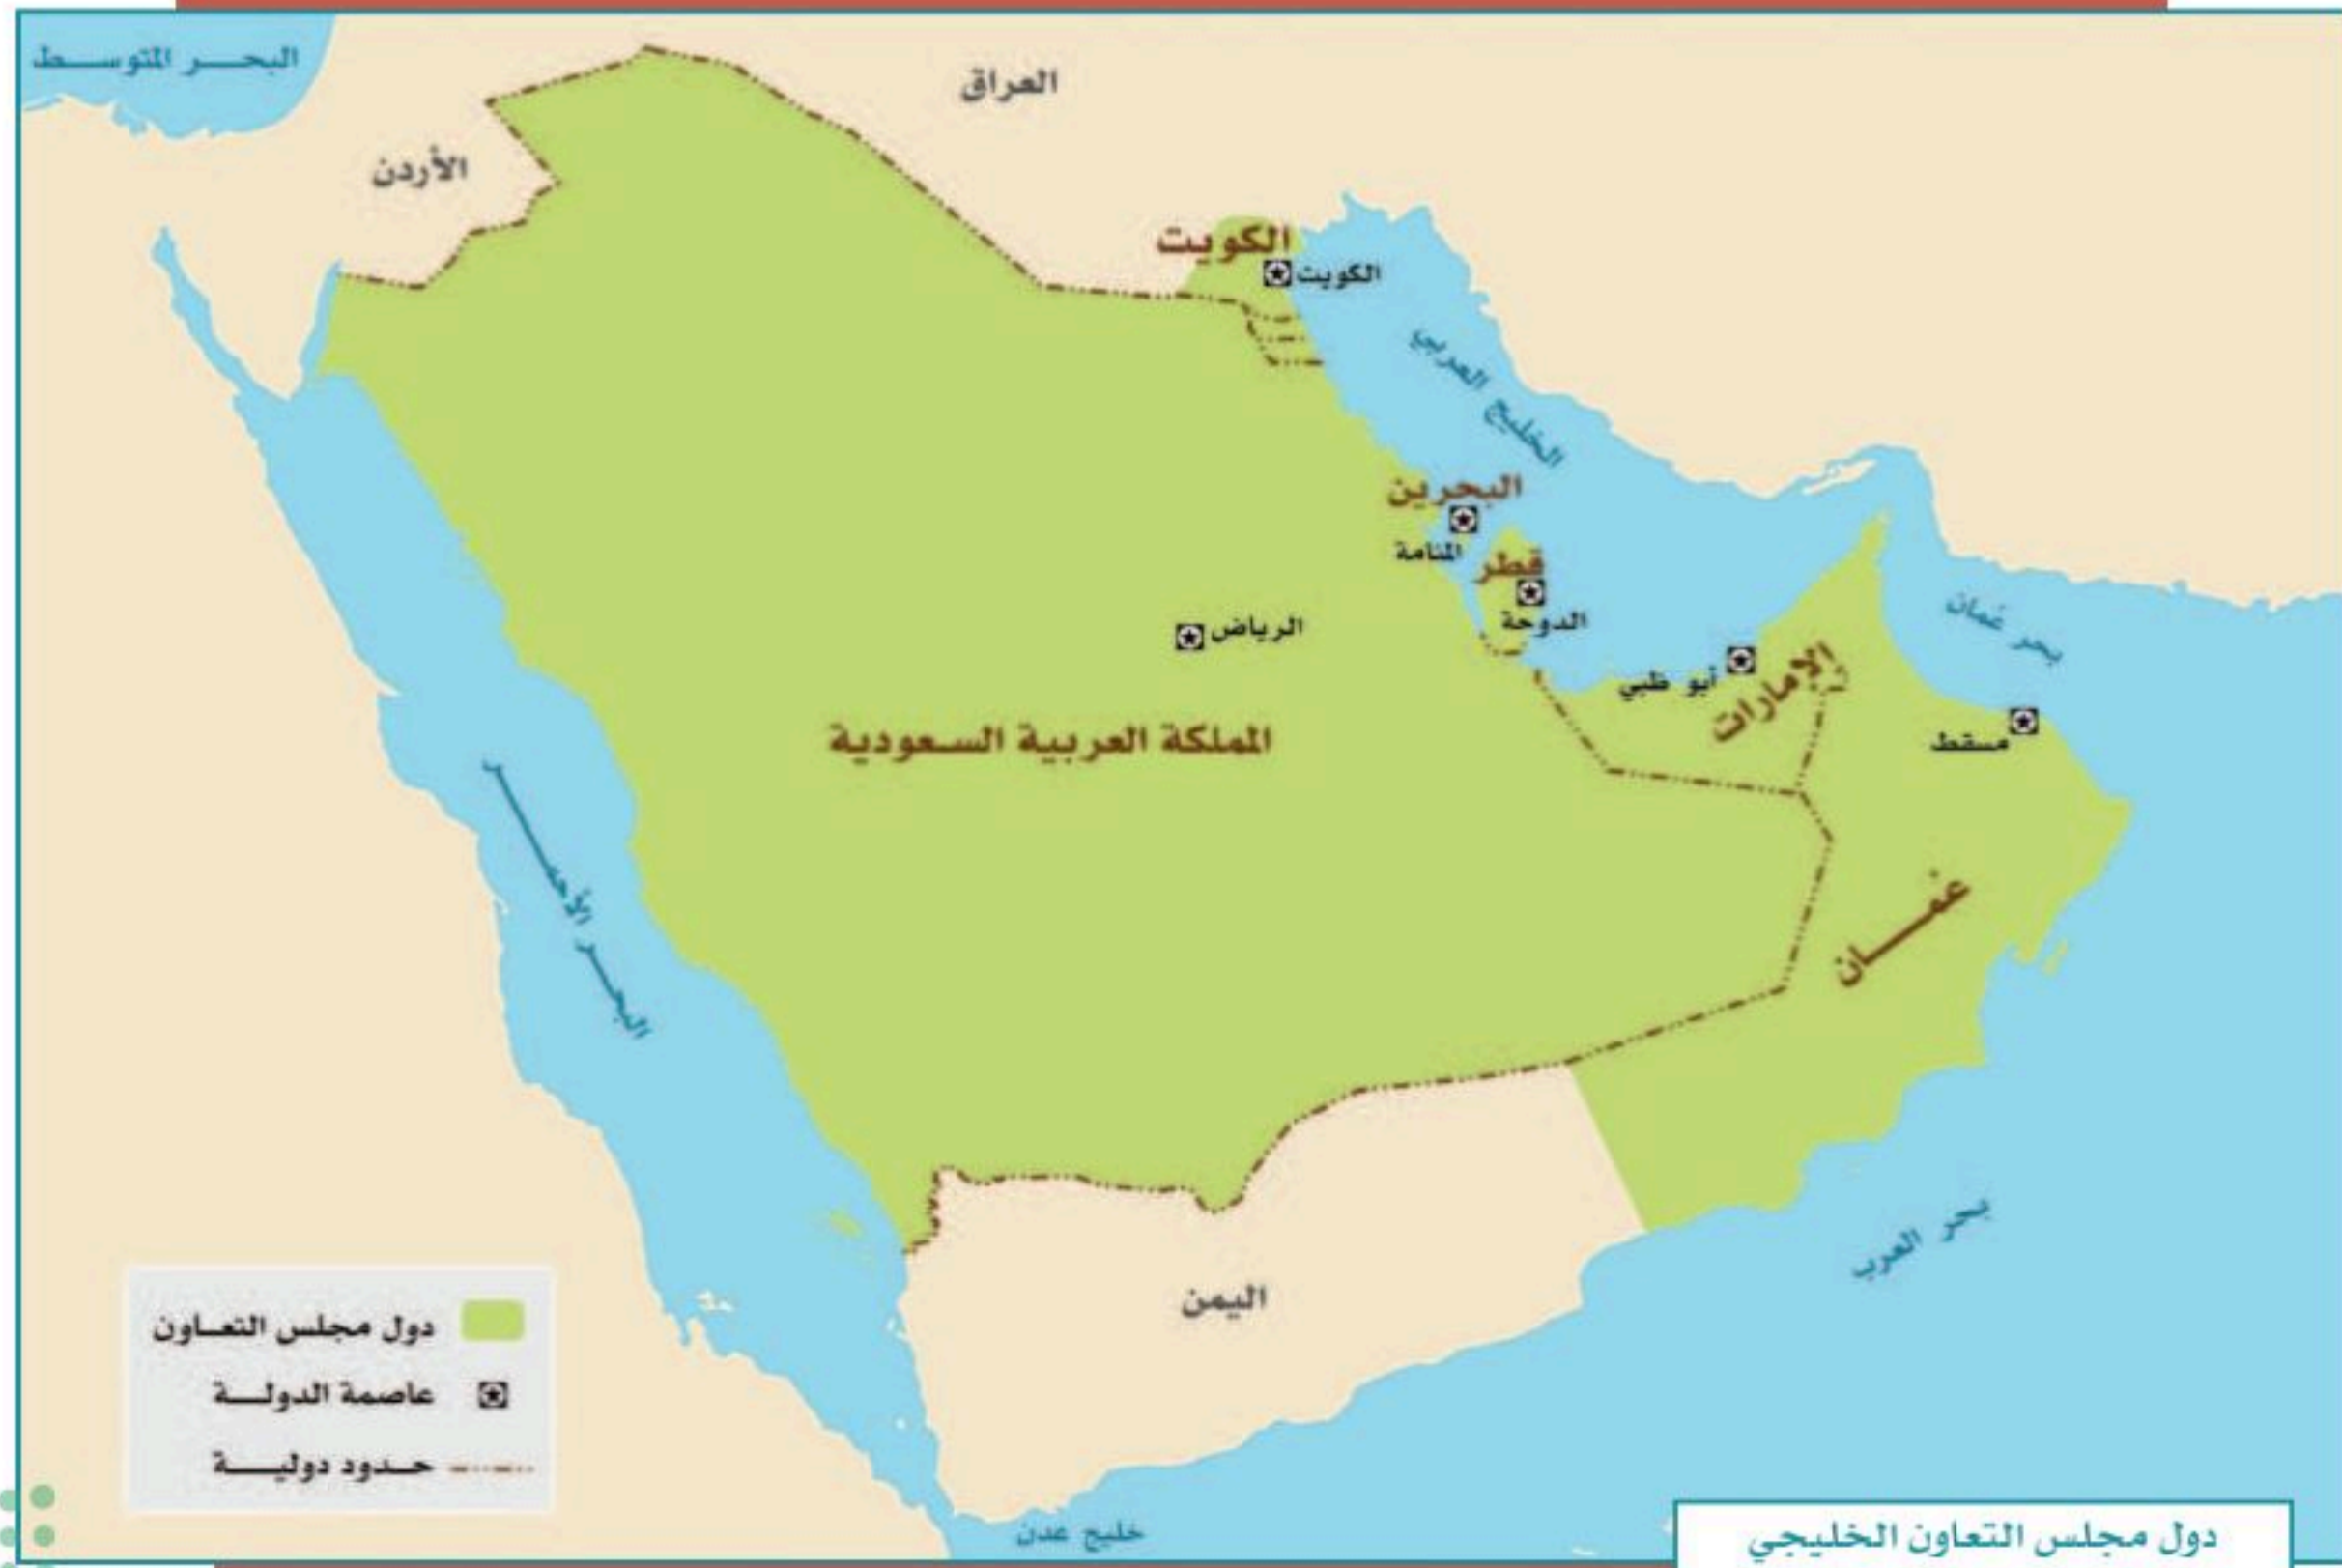 البحر المتوسط
العراق
الأردن
الكويت
الكويت
الخليج العربي
البحرين
المنامة
قطر
الدوحة
الرياض
بحر عُمان
أبو ظبي
الإمارات
مسقط
المملكة العربية السعودية
عُمان
البحر الأحمر
بحر العرب
اليمن
دول مجلس التعاون
عاصمة الدولة
حدود دولية
خليج عدن
دول مجلس التعاون الخليجي